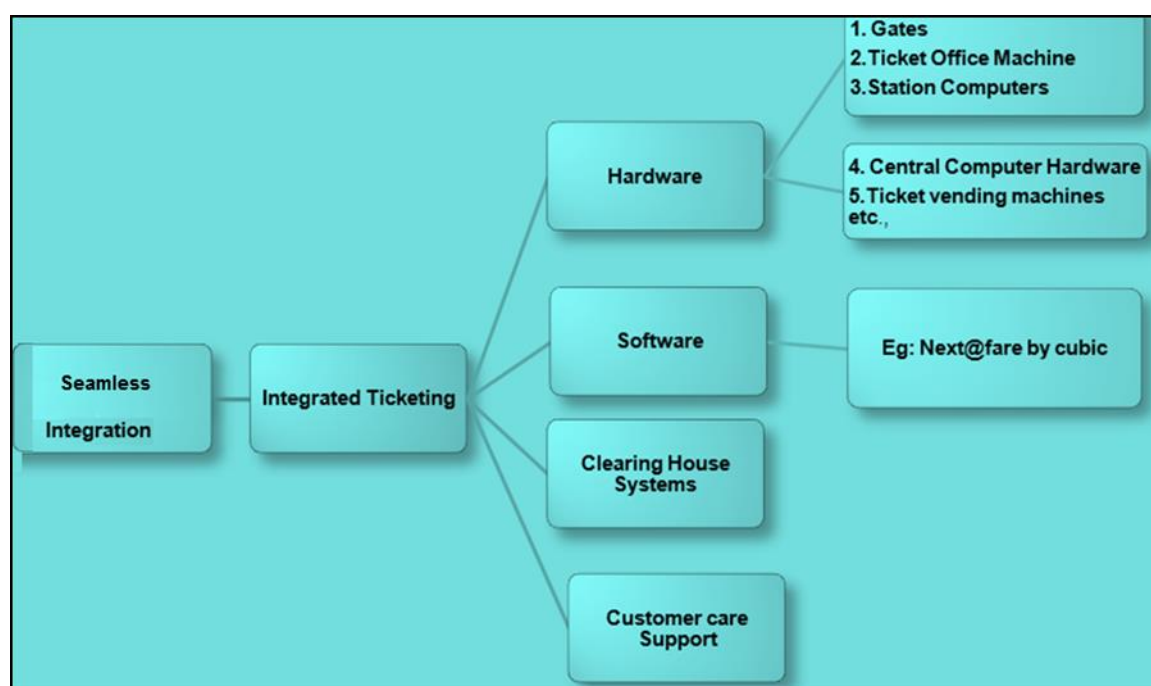 1. Gates
2.Ticket Office Machine
3.Station Computers
Hardware
4. Central Computer Hardware
5.Ticket vending machines
etc.,
Software
Eg: Next@fare by cubic
Seamless
Integration
Integrated Ticketing
Clearing House
Systems
Customer care
Support